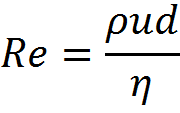 Re = ρud / η